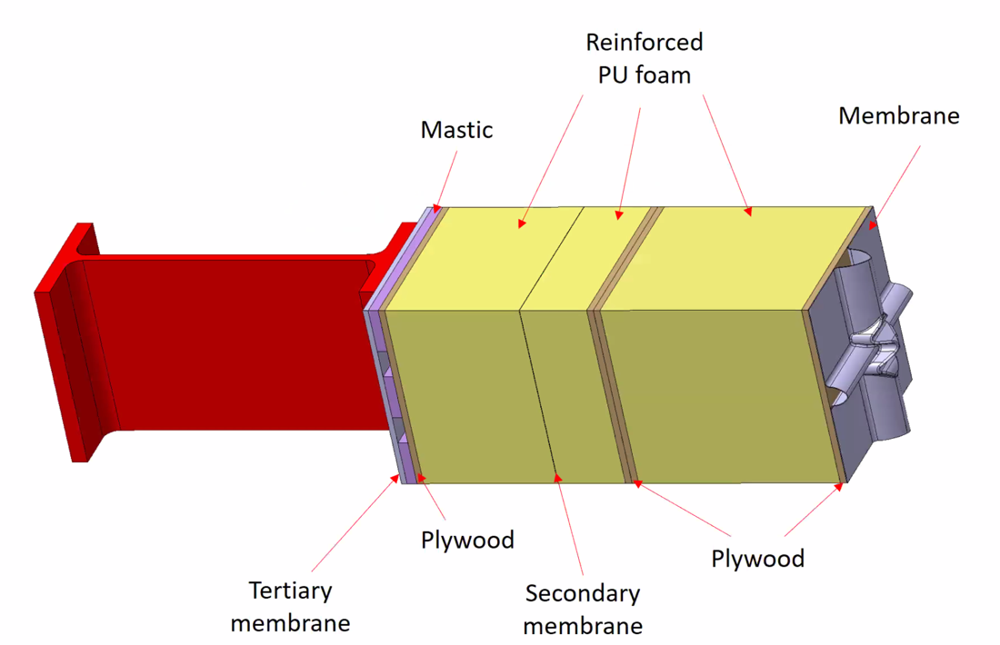 Reinforced
PU foam
Membrane
Mastic
Plywood
Plywood
Tertiary
membrane
Secondary
membrane